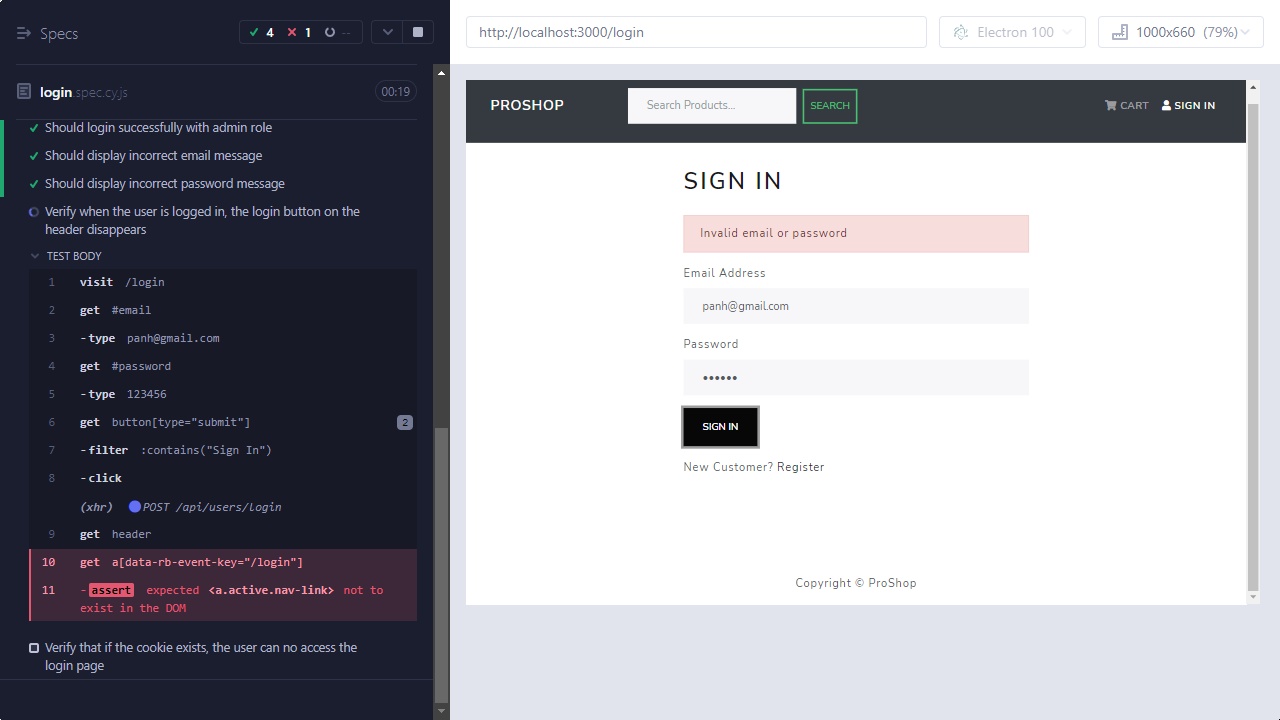 Specs
4
1
--
login.spec.cy.js
00:19
Should login successfully with admin role
Should display incorrect email message
Should display incorrect password message
Verify when the user is logged in, the login button on the
header disappears
TEST BODY
1 visit /login
2 get #email
3 -type panh@gmail.com
4 get #password
5 -type 123456
6 get button[type="submit"] 2
7 -filter :contains("Sign In")
8 -click
(xhr) POST /api/users/login
9 get header
10 get a[data-rb-event-key="/login"]
11 -assert expected <a.active.nav-link> not to
exist in the DOM
Verify that if the cookie exists, the user can no access the
login page
http://localhost:3000/login
Electron 100
1000x660 (79%)
PROSHOP
Search Products...
SEARCH
CART
SIGN IN
SIGN IN
Invalid email or password
Email Address
panh@gmail.com
Password
••••••
SIGN IN
New Customer? Register
Copyright © ProShop